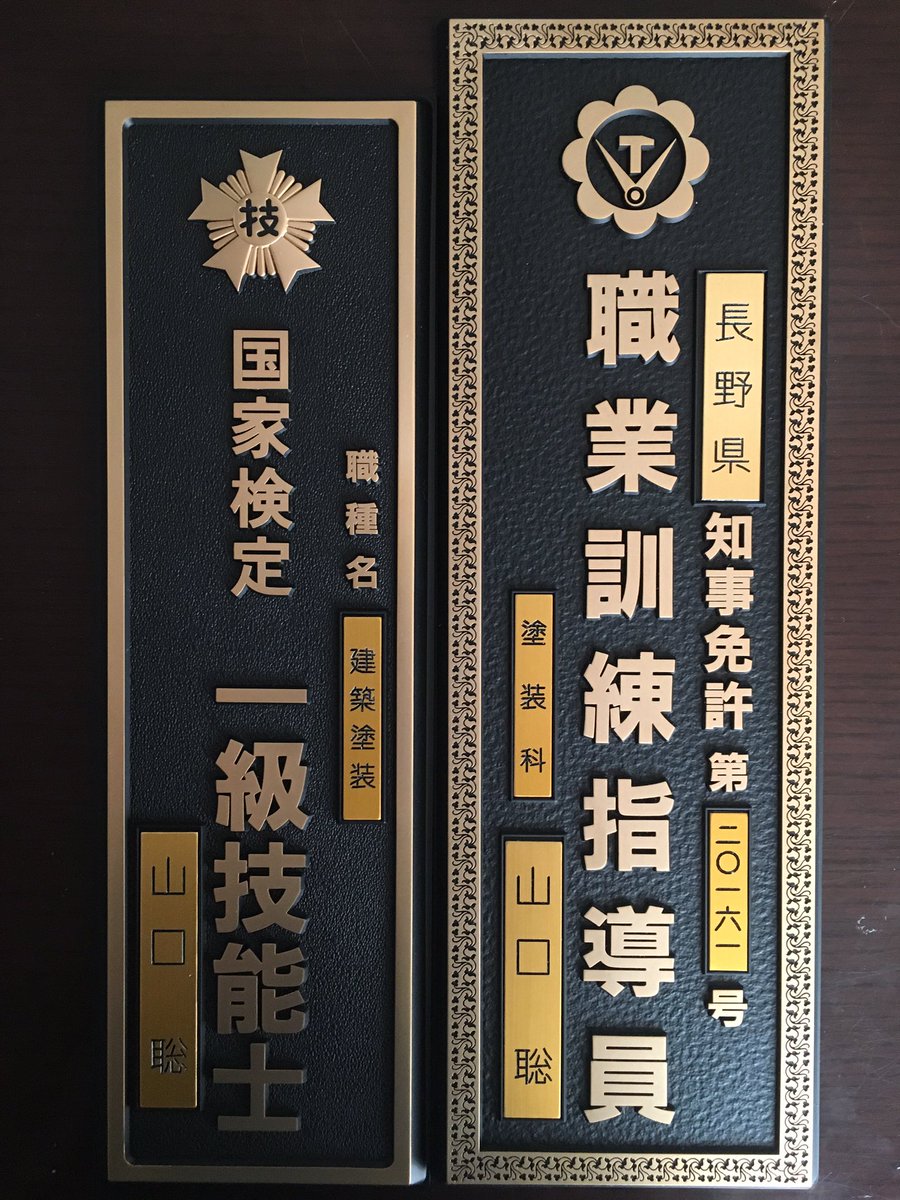 長野県知事免許第二〇一六一号
職業訓練指導員
塗装科
山口聡
技
職種名 建築塗装
国家検定 一級技能士
山口聡